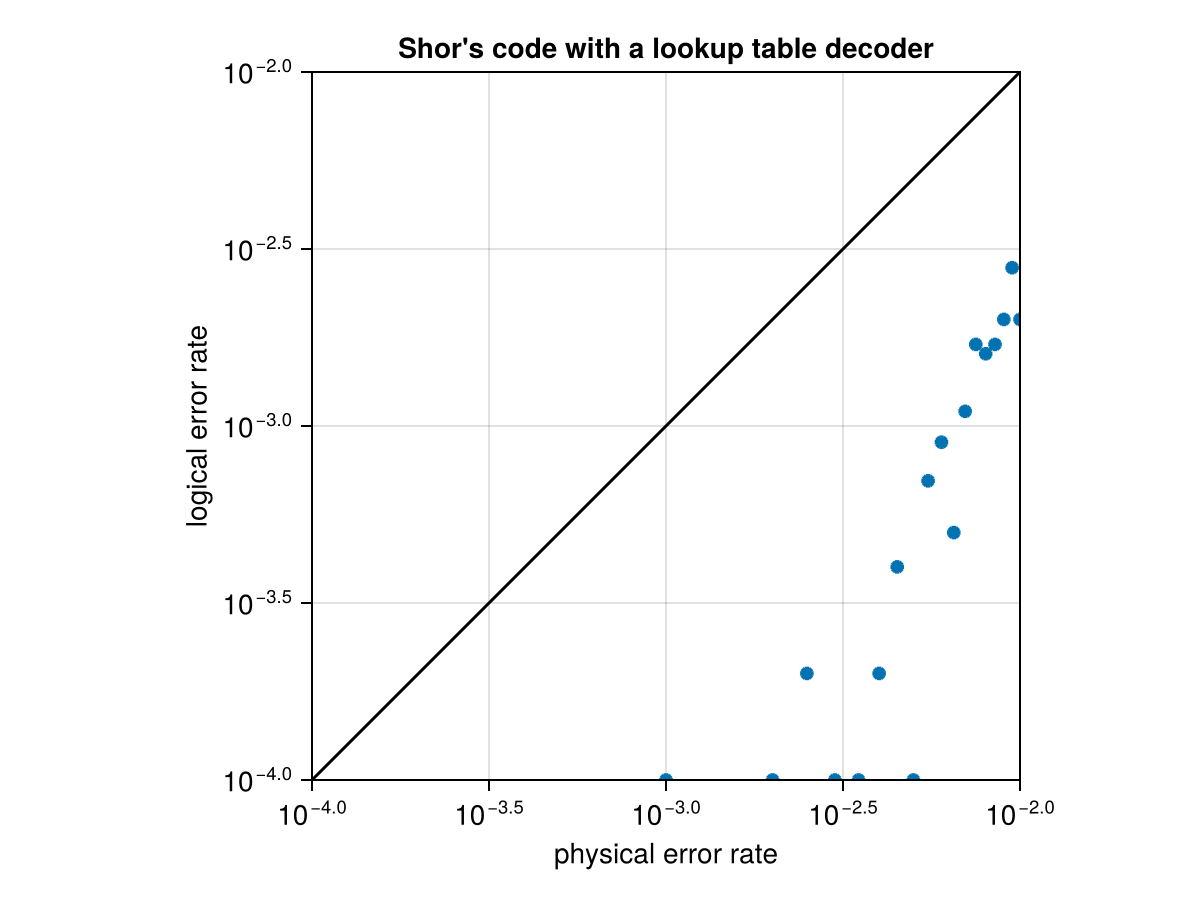 Shor's code with a lookup table decoder
10⁻²·⁰
10⁻²·⁵
10⁻³·⁰
10⁻³·⁵
10⁻⁴·⁰
logical error rate
10⁻⁴·⁰ 10⁻³·⁵ 10⁻³·⁰ 10⁻²·⁵ 10⁻²·⁰
physical error rate